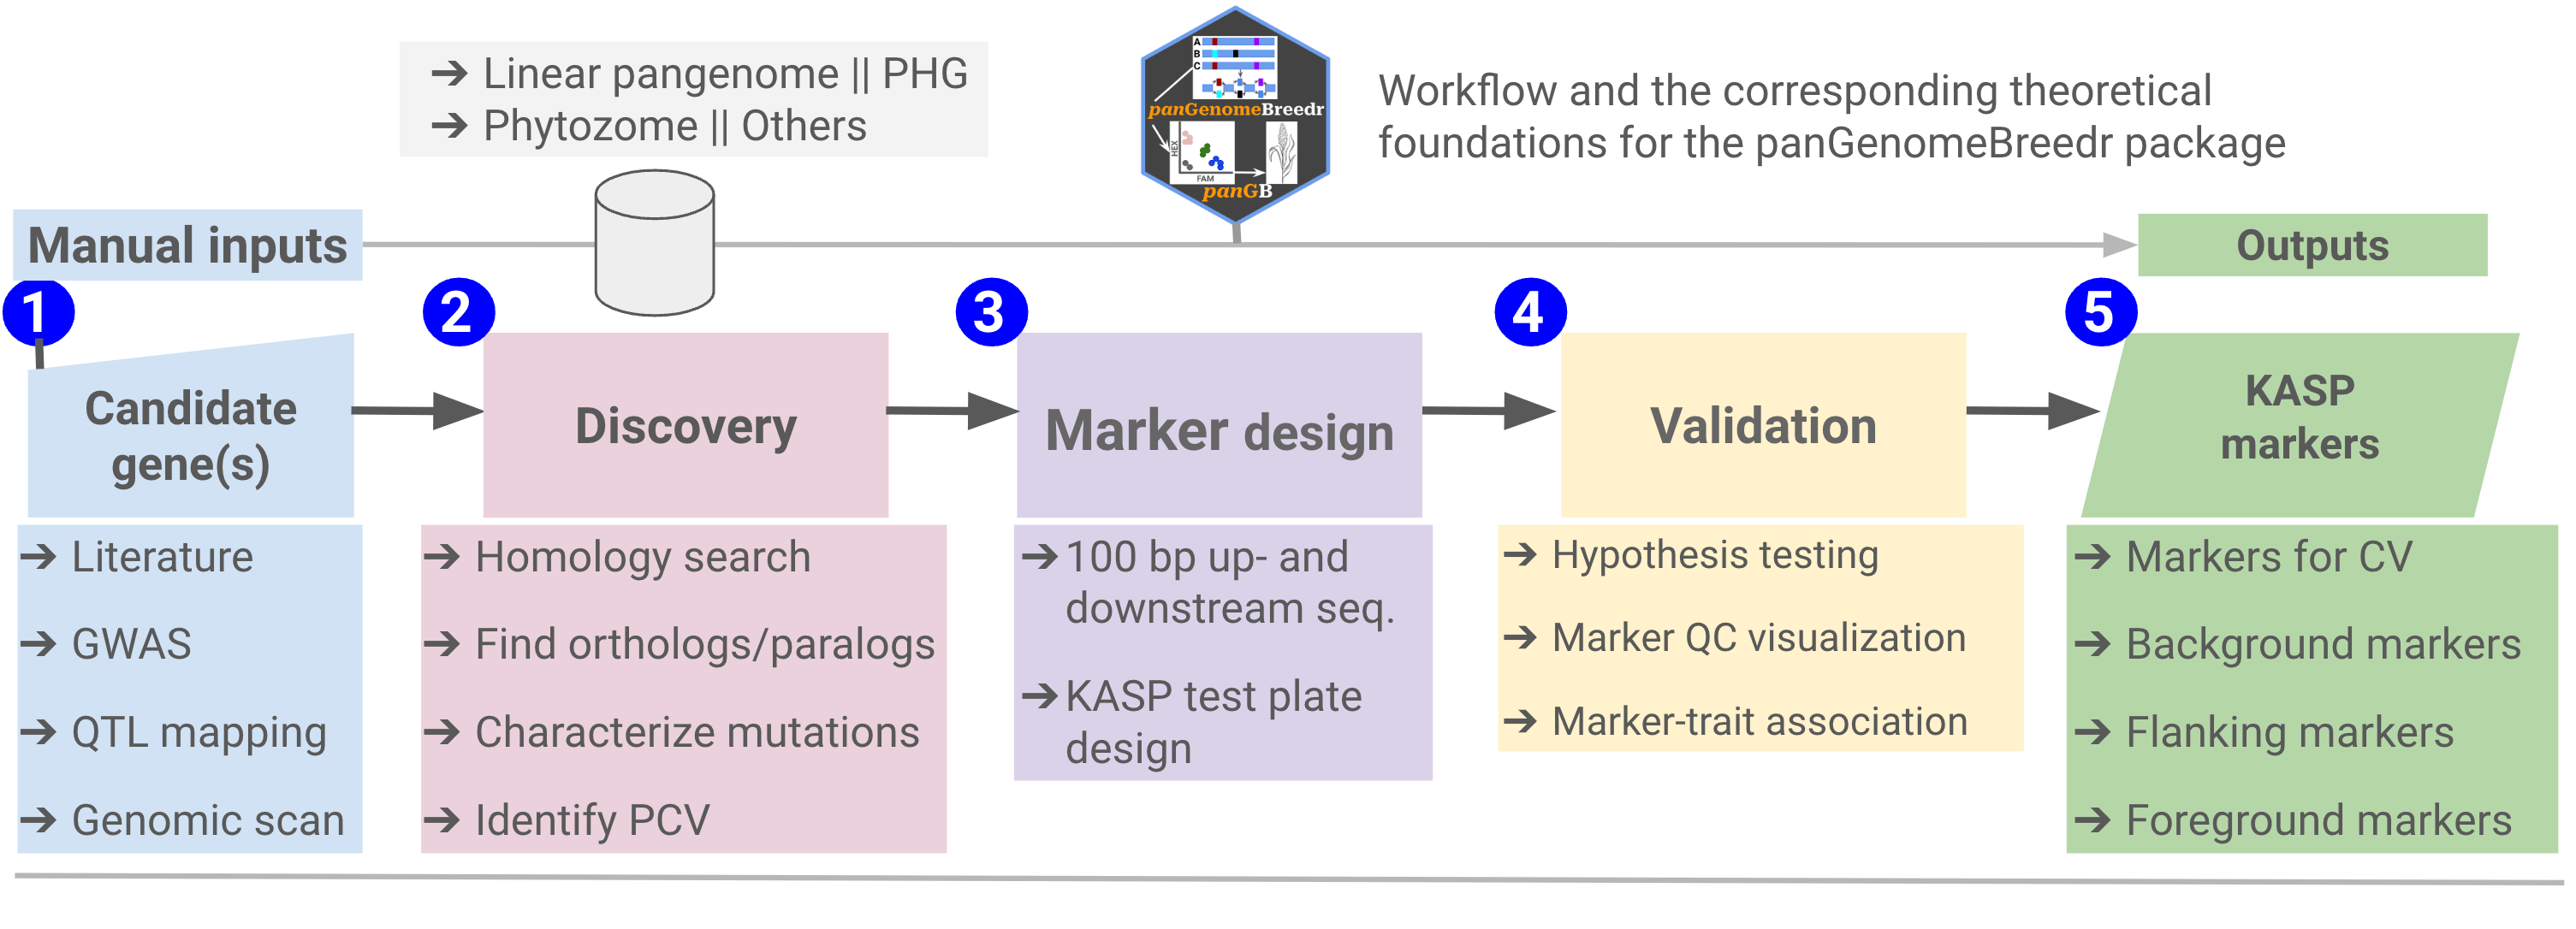 ➔ Linear pangenome || PHG
➔ Phytozome || Others
A
B
C
panGenomeBreedr
HEX
FAM
panGB
Workflow and the corresponding theoretical
foundations for the panGenomeBreedr package
Manual inputs
Outputs
1
Candidate
gene(s)
➔ Literature
➔ GWAS
➔ QTL mapping
➔ Genomic scan
2
Discovery
➔ Homology search
➔ Find orthologs/paralogs
➔ Characterize mutations
➔ Identify PCV
3
Marker design
➔ 100 bp up- and
downstream seq.
➔ KASP test plate
design
4
Validation
➔ Hypothesis testing
➔ Marker QC visualization
➔ Marker-trait association
5
KASP
markers
➔ Markers for CV
➔ Background markers
➔ Flanking markers
➔ Foreground markers